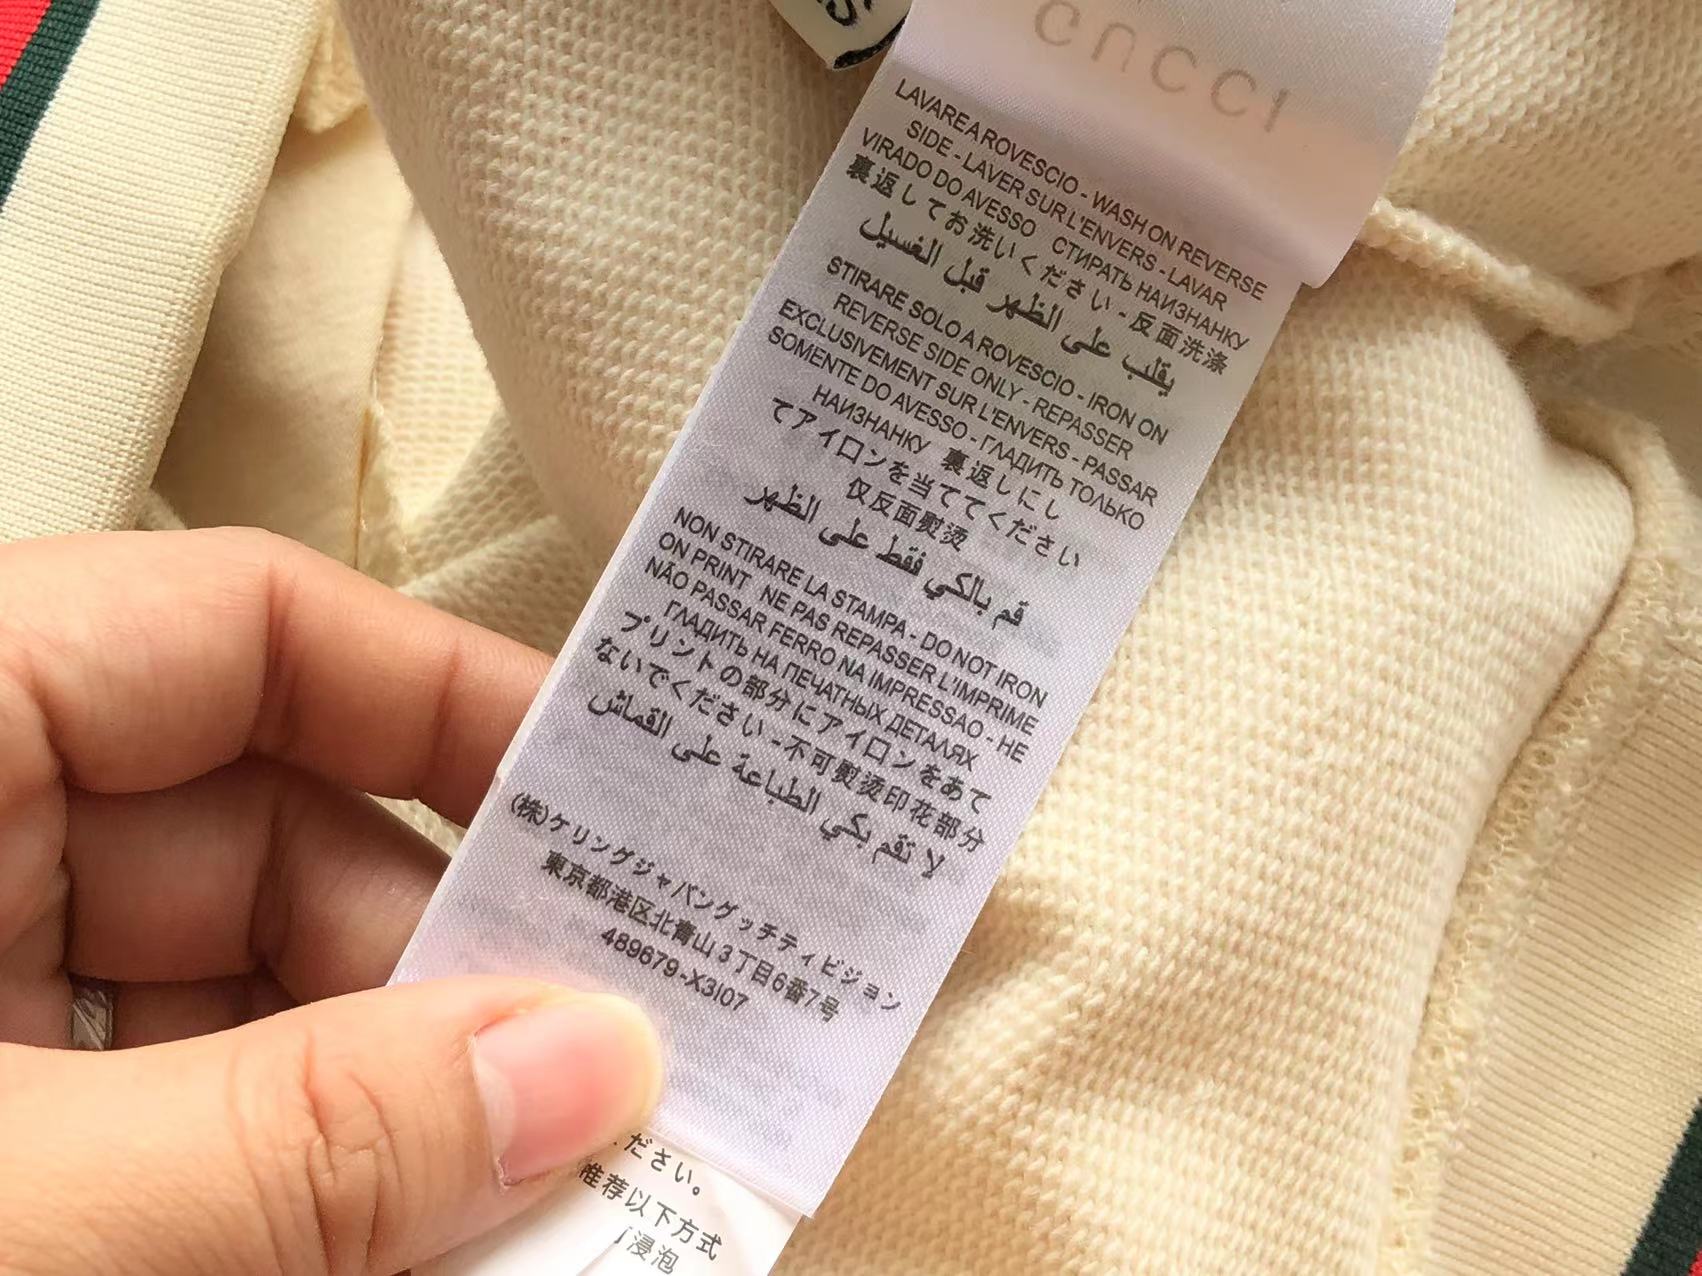 GUCCI
LAVARE A ROVESCIO - WASH ON REVERSE
SIDE - LAVER SUR L'ENVERS - LAVAR
VIRADO DO AVESSO СТИРАТЬ НАИЗНАНКУ
裏返してお洗いください - 反面洗涤
يقلب على الظهر قبل الغسيل
STIRARE SOLO A ROVESCIO - IRON ON
REVERSE SIDE ONLY - REPASSER
EXCLUSIVEMENT SUR L'ENVERS - PASSAR
SOMENTE DO AVESSO - ГЛАДИТЬ ТОЛЬКО
НАИЗНАНКУ 裏返しにし
てアイロンを当ててください
仅反面熨烫
قم بالكي فقط على الظهر
NON STIRARE LA STAMPA - DO NOT IRON
ON PRINT NE PAS REPASSER L'IMPRIME
NÃO PASSAR FERRO NA IMPRESSAO - НЕ
ГЛАДИТЬ НА ПЕЧАТНЫХ ДЕТАЛЯХ
プリントの部分にアイロンをあて
ないでください - 不可熨烫印花部分
لا تقم بكي الطباعة على القماش
(株)ケリングジャパングッチディビジョン
東京都港区北青山3丁目6番7号
489679-X3I07
ださい。
推荐以下方式
浸泡